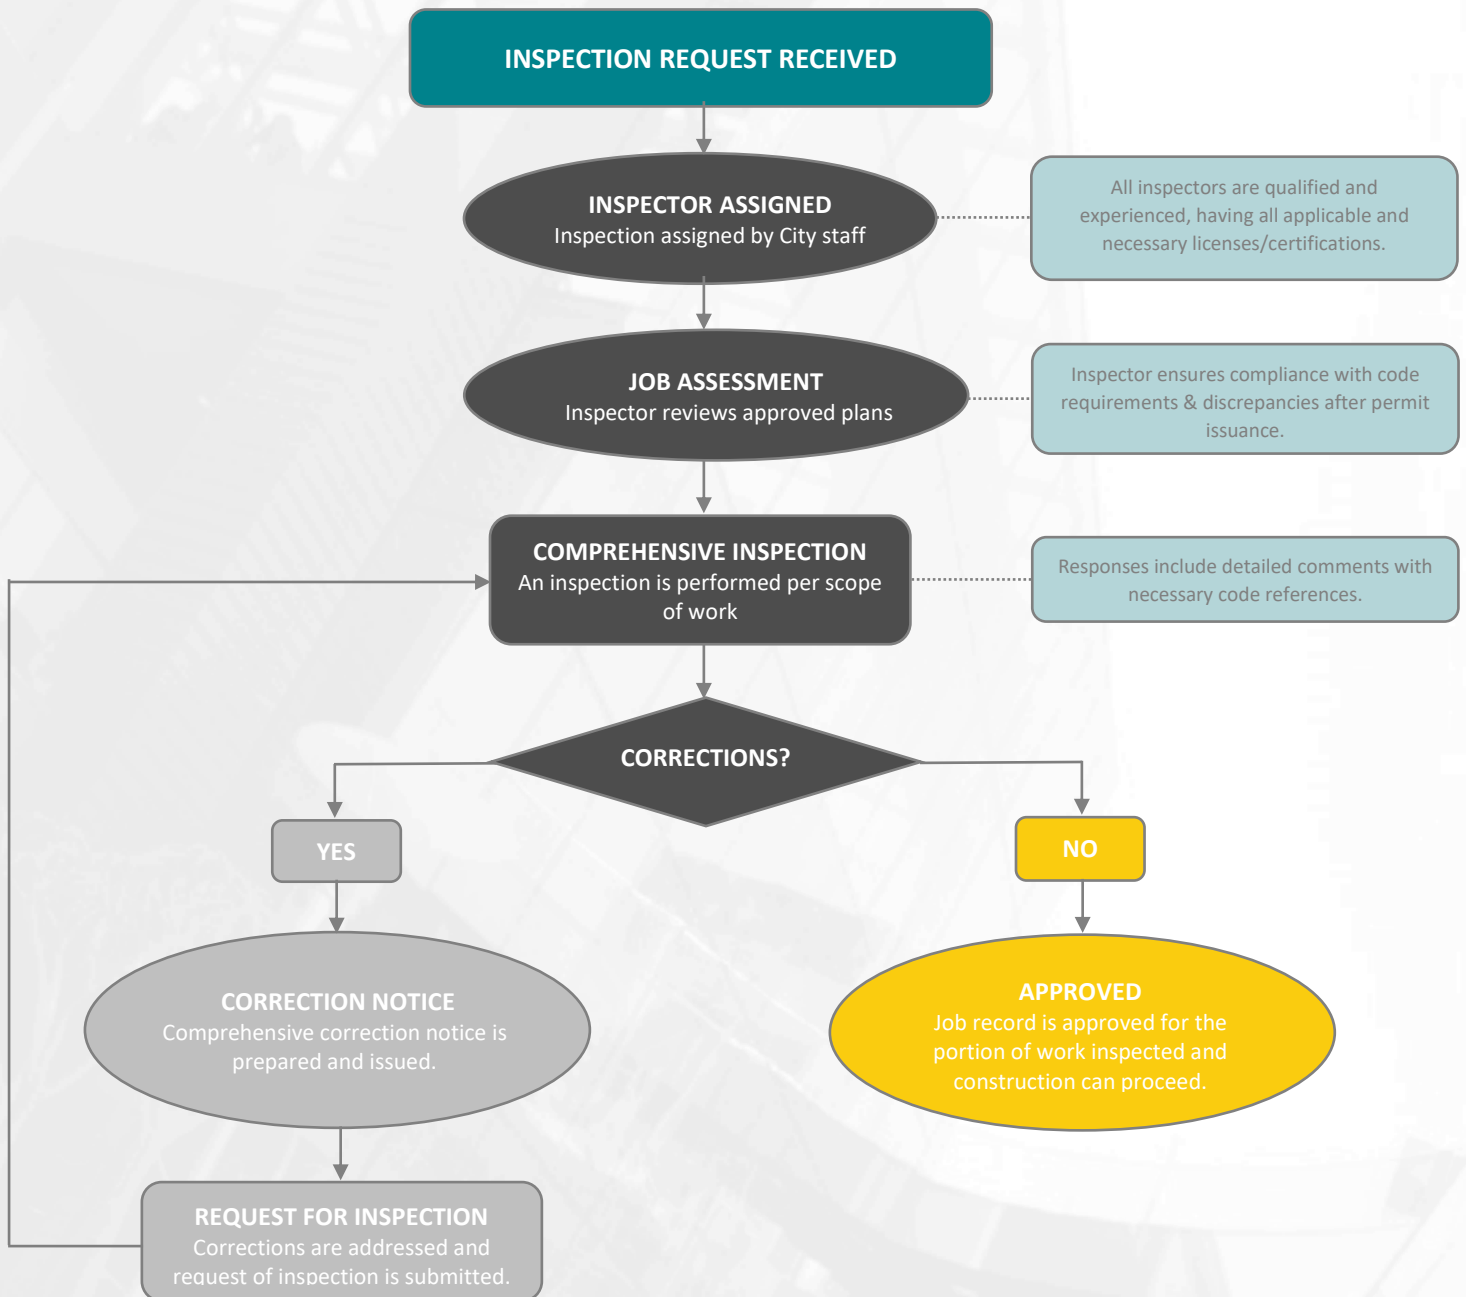 INSPECTION REQUEST RECEIVED
INSPECTOR ASSIGNED
Inspection assigned by City staff
All inspectors are qualified and
experienced, having all applicable and
necessary licenses/certifications.
JOB ASSESSMENT
Inspector reviews approved plans
Inspector ensures compliance with code
requirements & discrepancies after permit
issuance.
COMPREHENSIVE INSPECTION
An inspection is performed per scope
of work
Responses include detailed comments with
necessary code references.
CORRECTIONS?
YES
NO
CORRECTION NOTICE
Comprehensive correction notice is
prepared and issued.
APPROVED
Job record is approved for the
portion of work inspected and
construction can proceed.
REQUEST FOR INSPECTION
Corrections are addressed and
request of inspection is submitted.